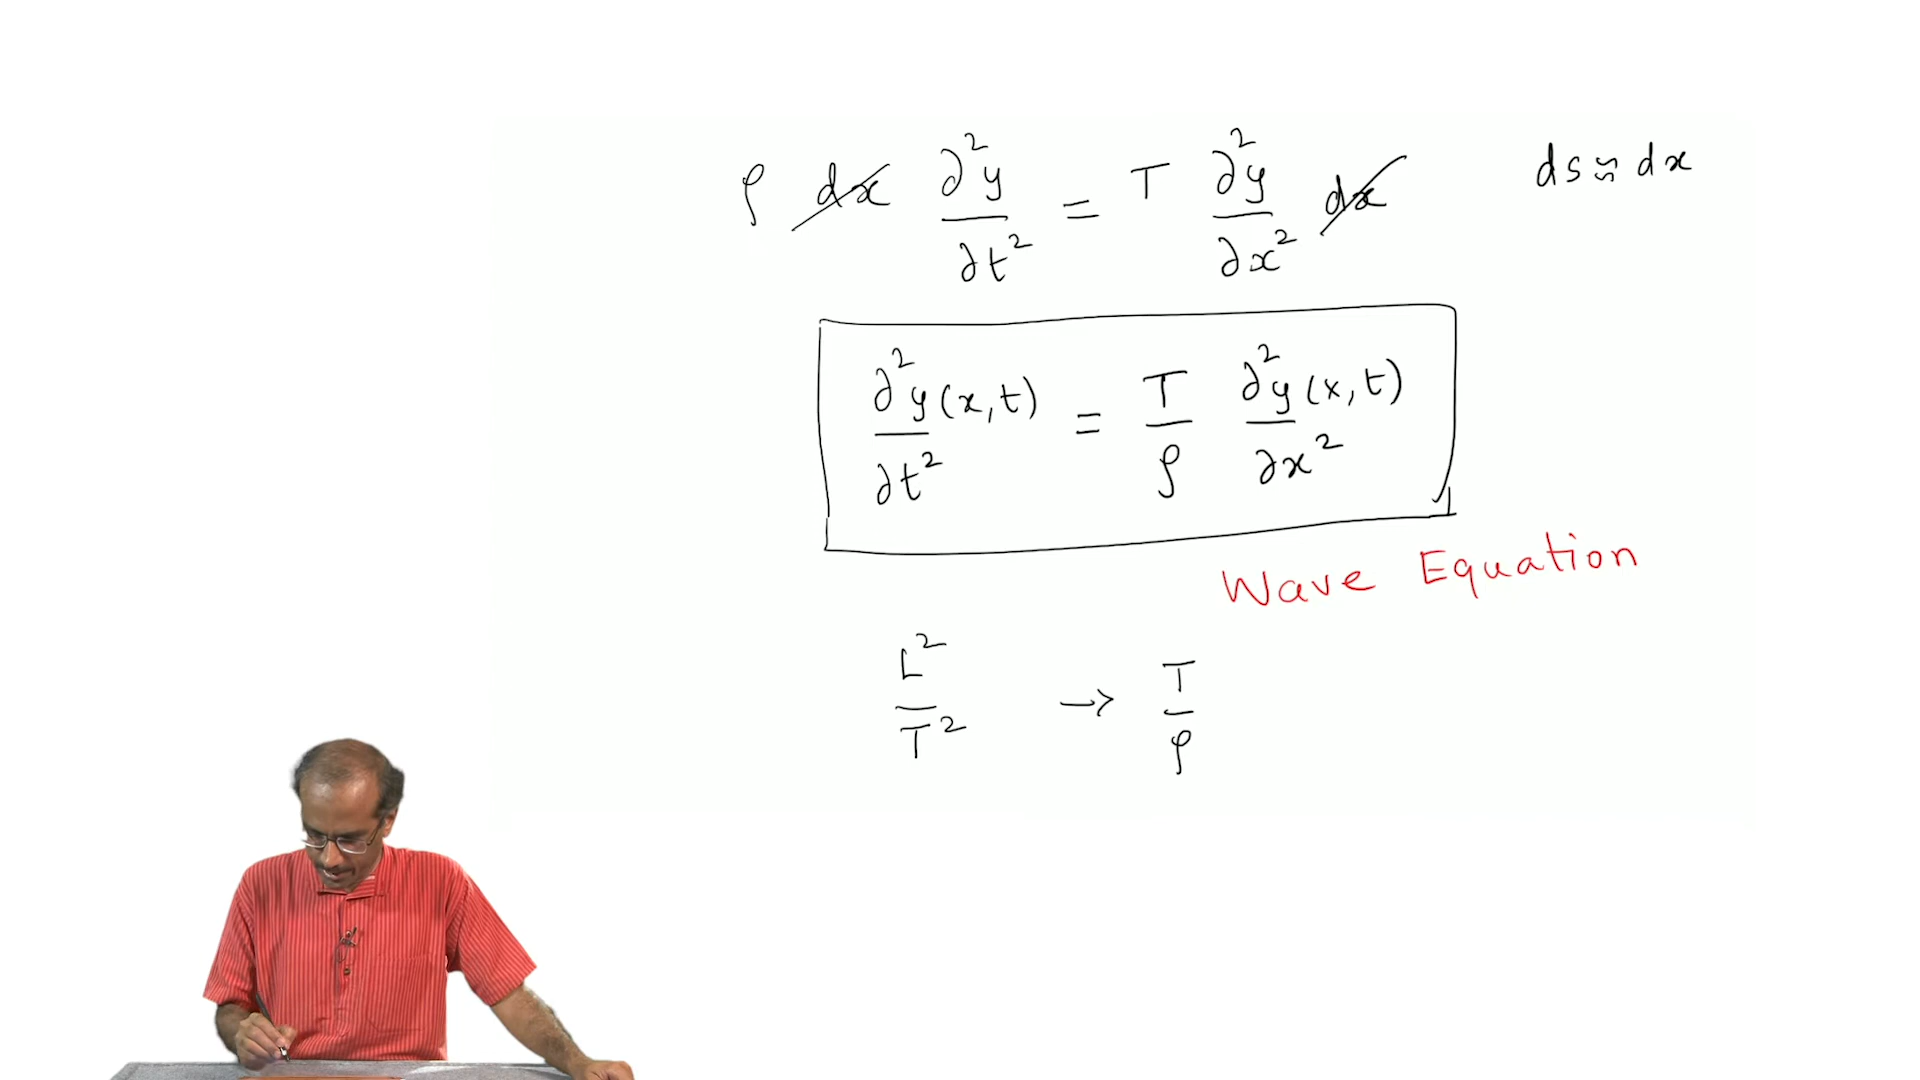 ρ dx ∂²y/∂t² = T ∂²y/∂x² dx ds ≈ dx
∂²y(x,t)/∂t² = T/ρ ∂²y(x,t)/∂x²
Wave Equation
L²/T² → T/ρ